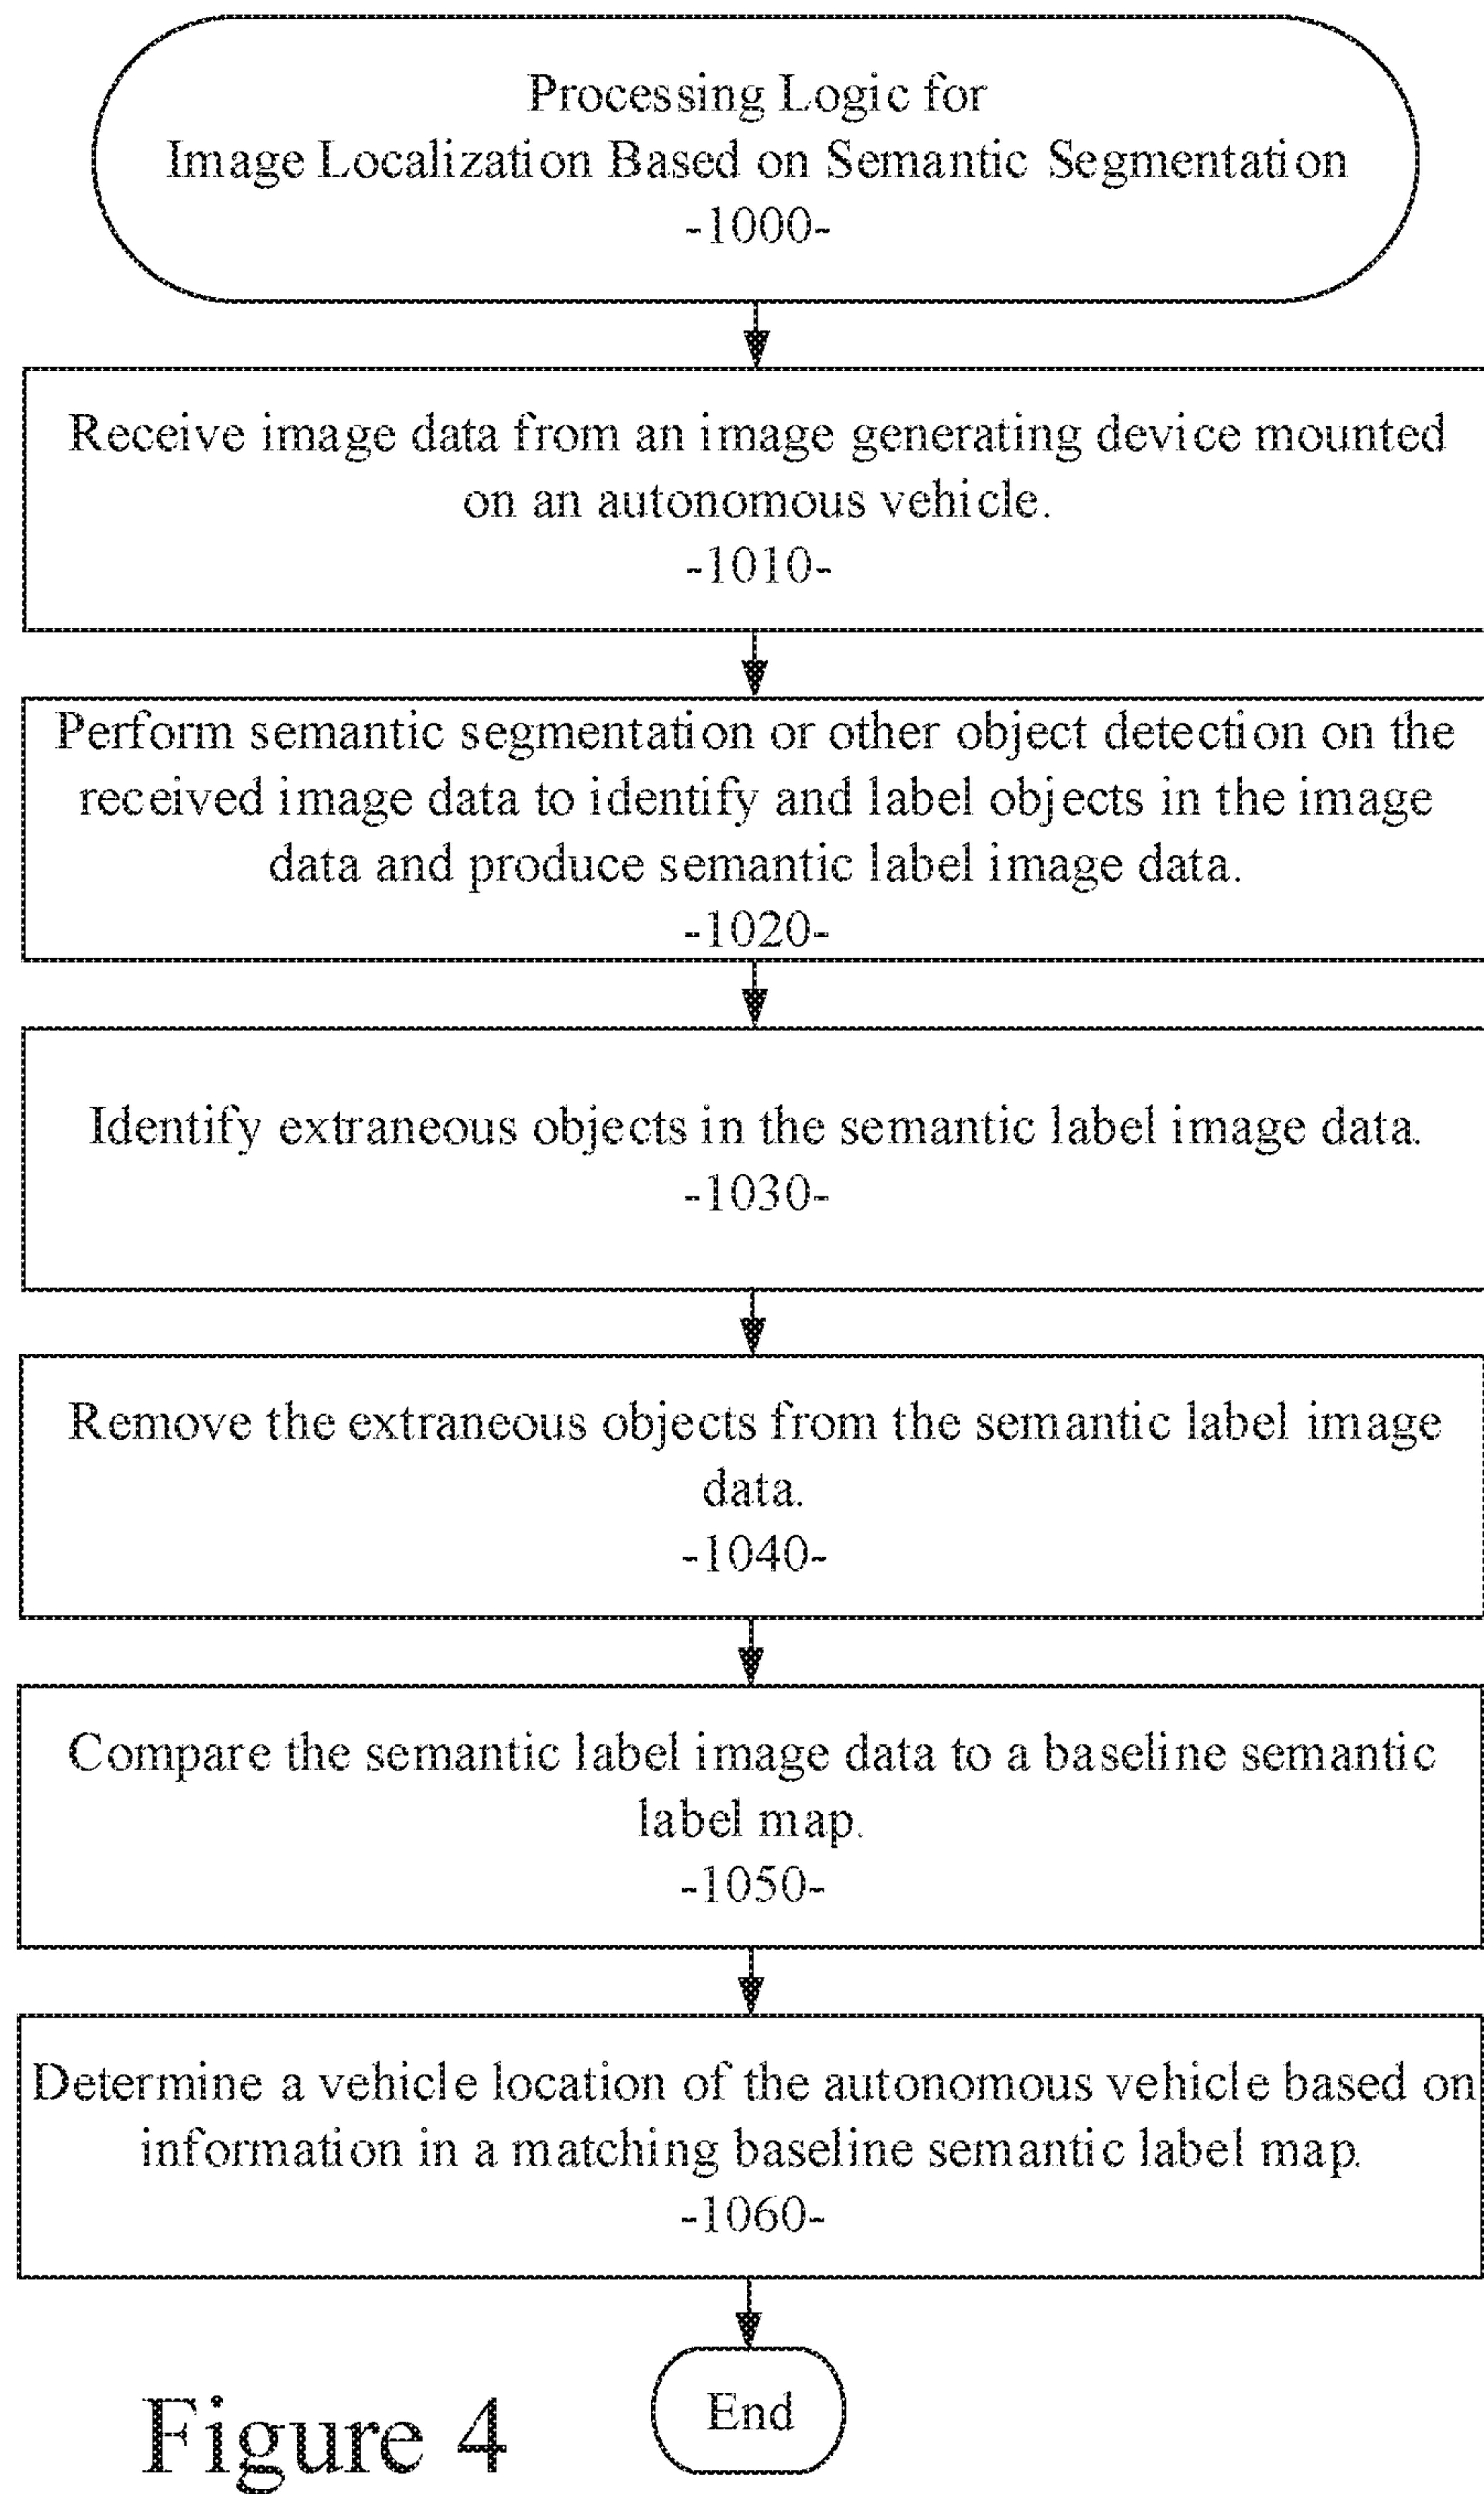 Processing Logic for
Image Localization Based on Semantic Segmentation
-1000-
Receive image data from an image generating device mounted
on an autonomous vehicle.
-1010-
Perform semantic segmentation or other object detection on the
received image data to identify and label objects in the image
data and produce semantic label image data.
-1020-
Identify extraneous objects in the semantic label image data.
-1030-
Remove the extraneous objects from the semantic label image
data.
-1040-
Compare the semantic label image data to a baseline semantic
label map.
-1050-
Determine a vehicle location of the autonomous vehicle based on
information in a matching baseline semantic label map.
-1060-
End
Figure 4